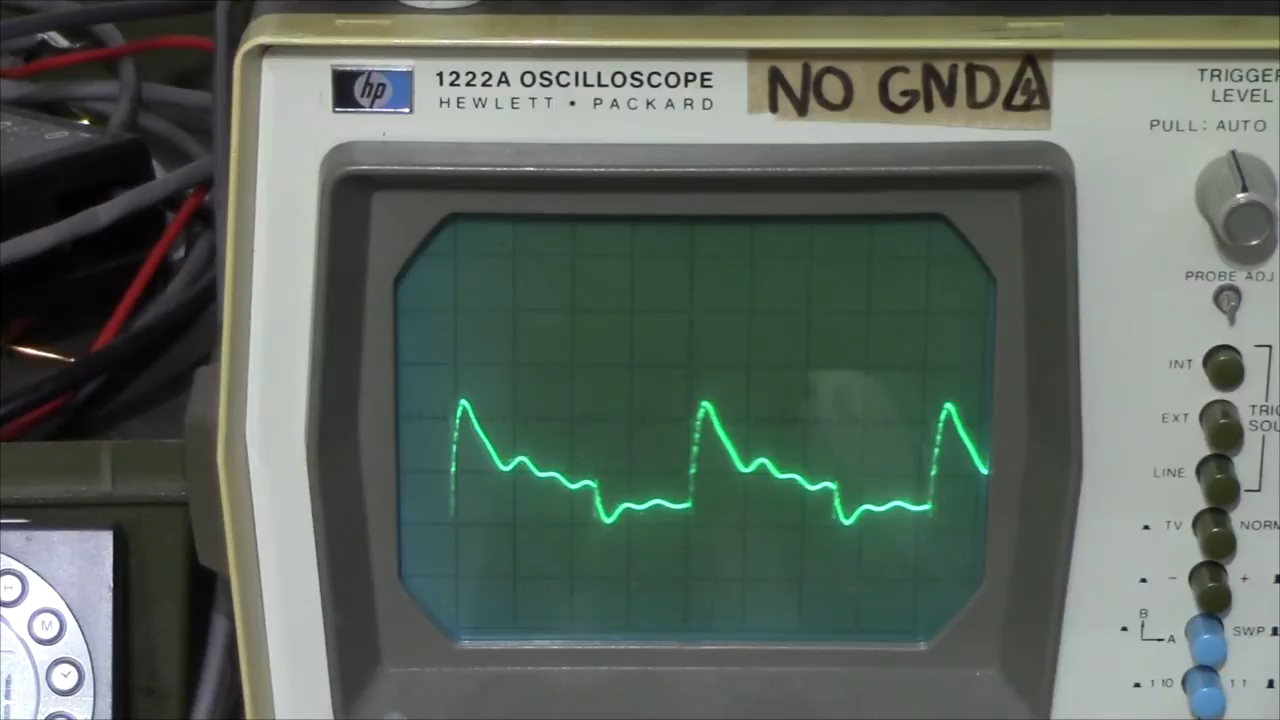 hp
1222A OSCILLOSCOPE
HEWLETT • PACKARD
NO GND
TRIGGER
LEVEL
PULL: AUTO
PROBE ADJ
INT
EXT
LINE
TV
NORM
- +
B
A
SWP
M